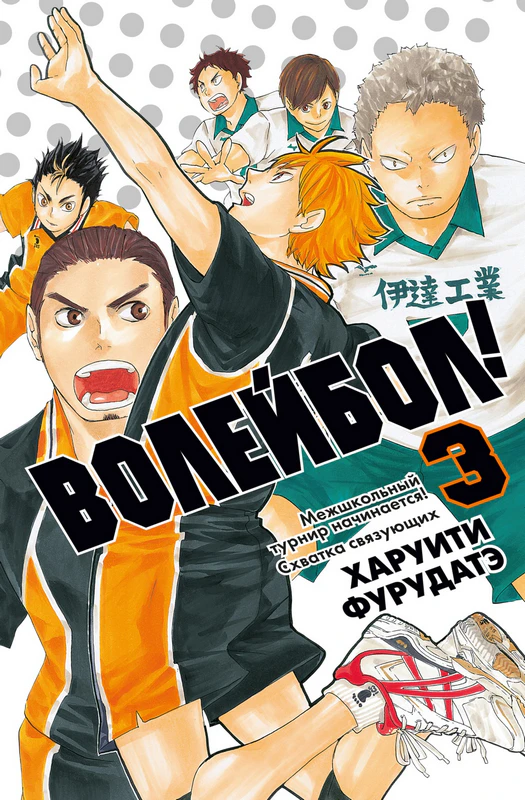 伊達工業
ВОЛЕЙБОЛ!
3
Межшкольный
турнир начинается!
Схватка связующих
ХАРУИТИ
ФУРУДАТЭ